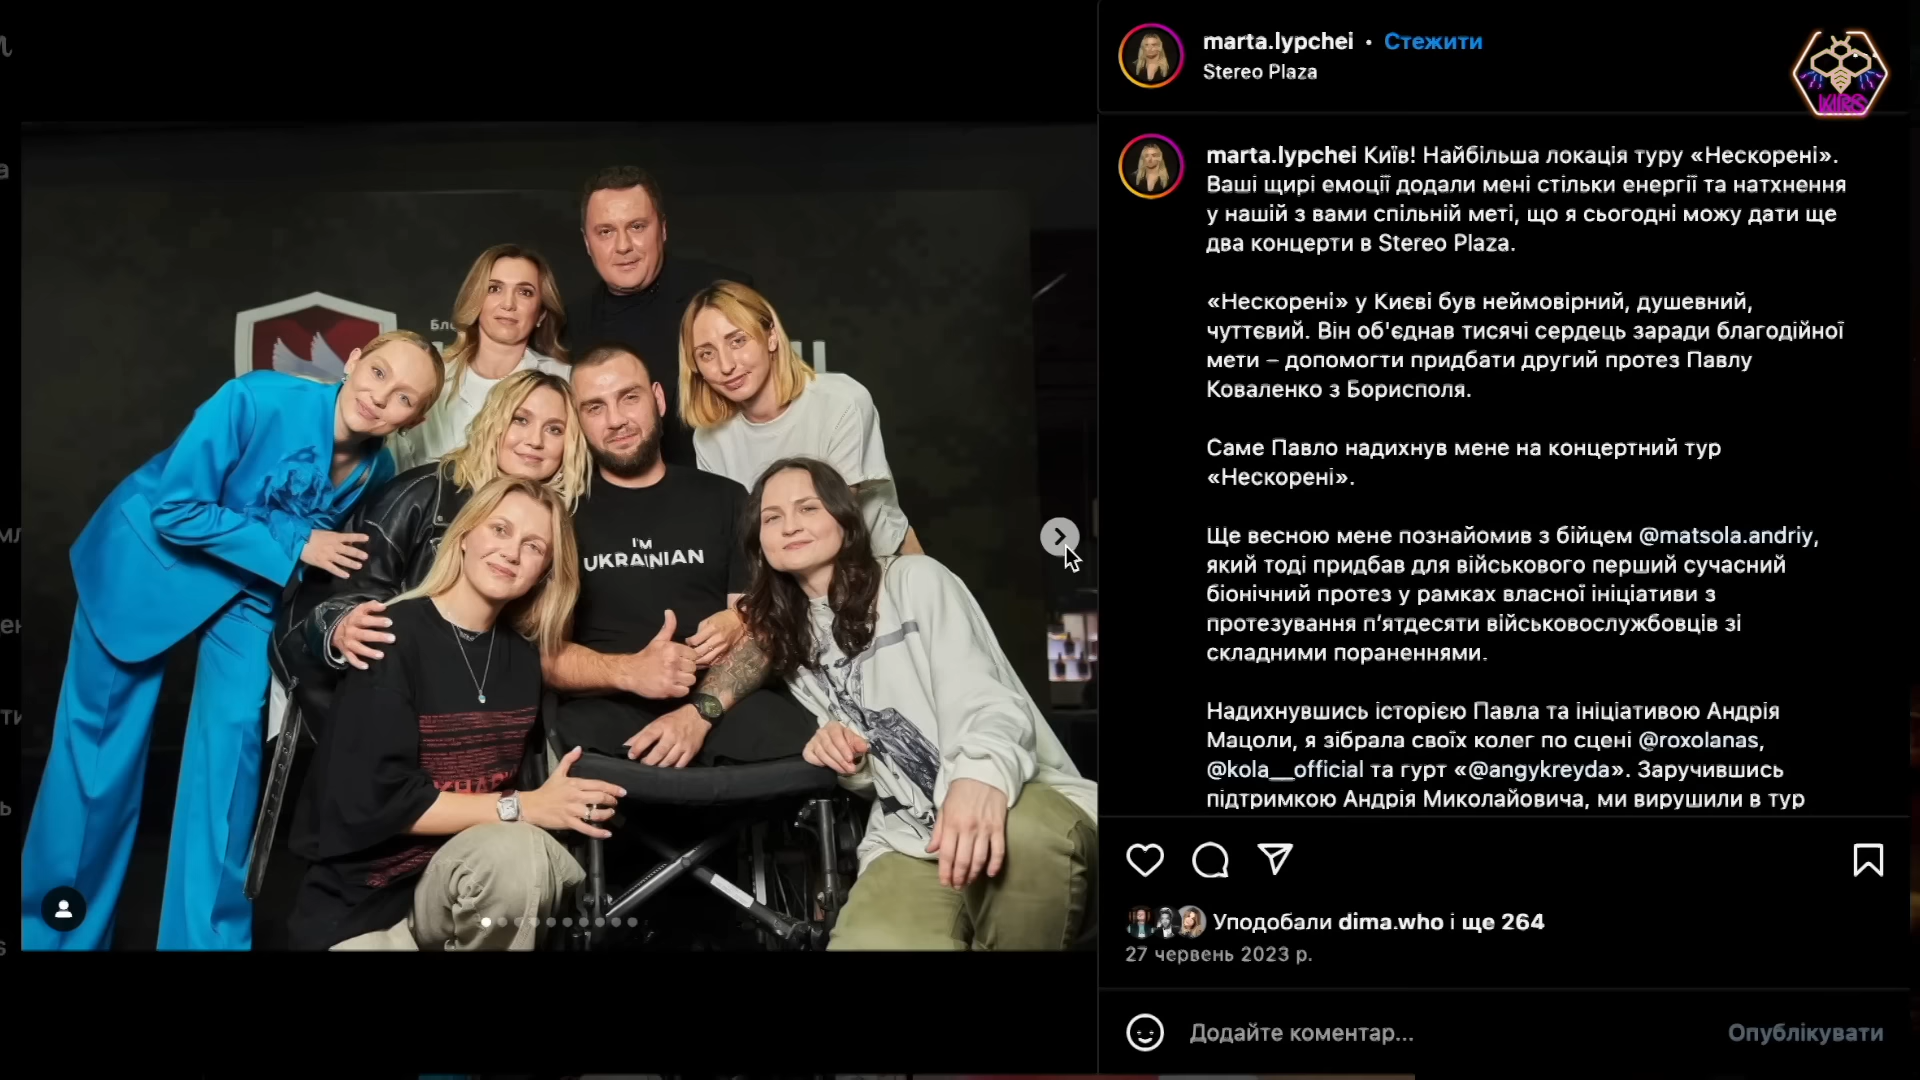 marta.lypchei • Стежити
Stereo Plaza
KIRS
marta.lypchei Київ! Найбільша локація туру «Нескорені».
Ваші щирі емоції додали мені стільки енергії та натхнення
у нашій з вами спільній меті, що я сьогодні можу дати ще
два концерти в Stereo Plaza.
«Нескорені» у Києві був неймовірний, душевний,
чуттєвий. Він об'єднав тисячі сердець заради благодійної
мети – допомогти придбати другий протез Павлу
Коваленко з Борисполя.
Саме Павло надихнув мене на концертний тур
«Нескорені».
Ще весною мене познайомив з бійцем @matsola.andriy,
який тоді придбав для військового перший сучасний
біонічний протез у рамках власної ініціативи з
протезування п’ятдесяти військовослужбовців зі
складними пораненнями.
Надихнувшись історією Павла та ініціативою Андрія
Мацоли, я зібрала своїх колег по сцені @roxolanas,
@kola__official та гурт «@angykreyda». Заручившись
підтримкою Андрія Миколайовича, ми вирушили в тур
Уподобали dima.who і ще 264
27 червень 2023 р.
Додайте коментар...
Опублікувати
I'M
UKRAINIAN